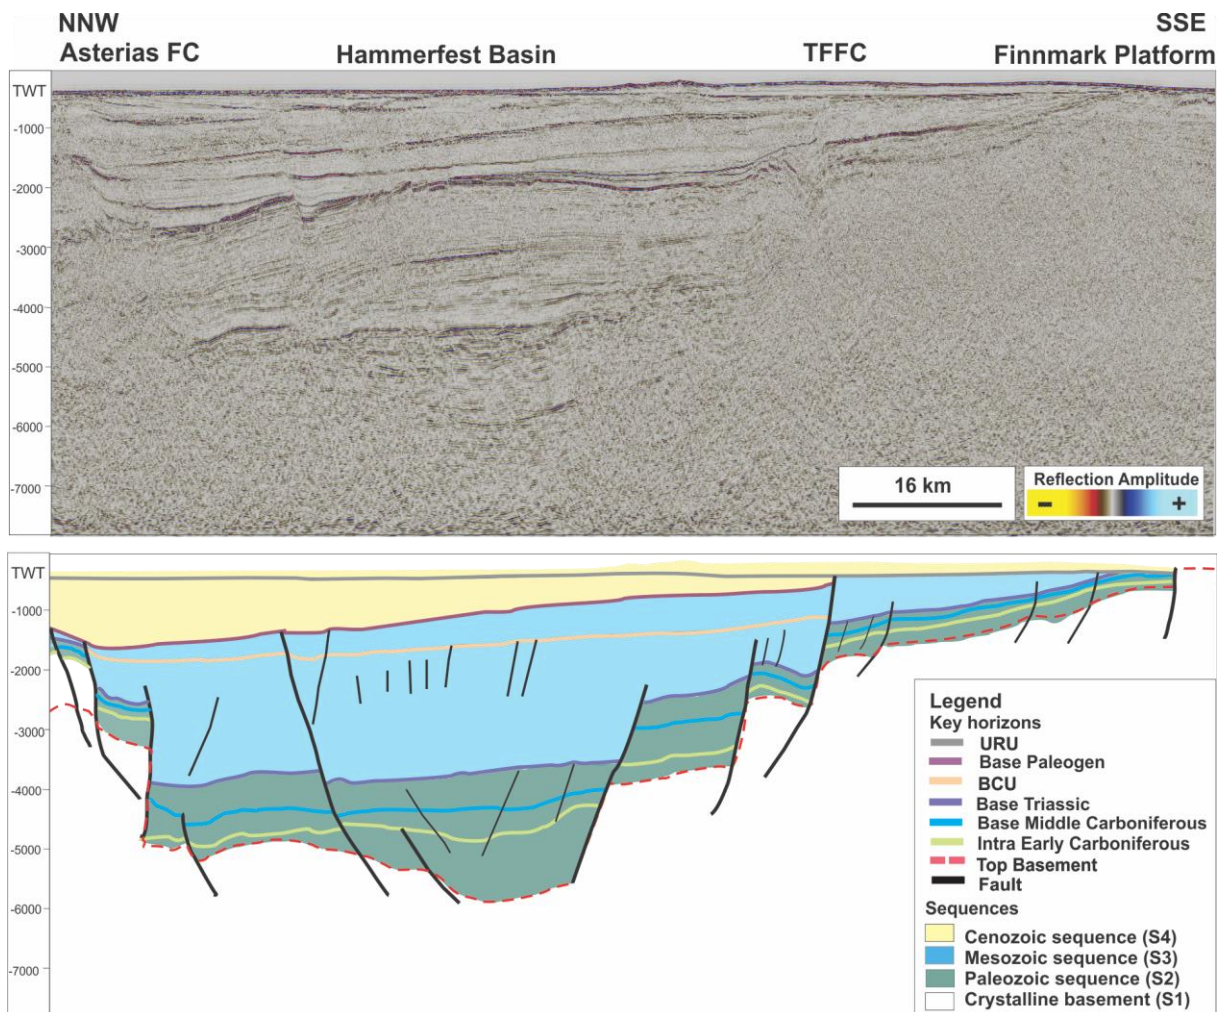 NNW
SSE
Asterias FC
Hammerfest Basin
TFFC
Finnmark Platform
TWT
-1000
-2000
-3000
-4000
-5000
-6000
-7000
16 km
Reflection Amplitude
- +
TWT
-1000
-2000
-3000
-4000
-5000
-6000
-7000
Legend
Key horizons
URU
Base Paleogen
BCU
Base Triassic
Base Middle Carboniferous
Intra Early Carboniferous
Top Basement
Fault
Sequences
Cenozoic sequence (S4)
Mesozoic sequence (S3)
Paleozoic sequence (S2)
Crystalline basement (S1)